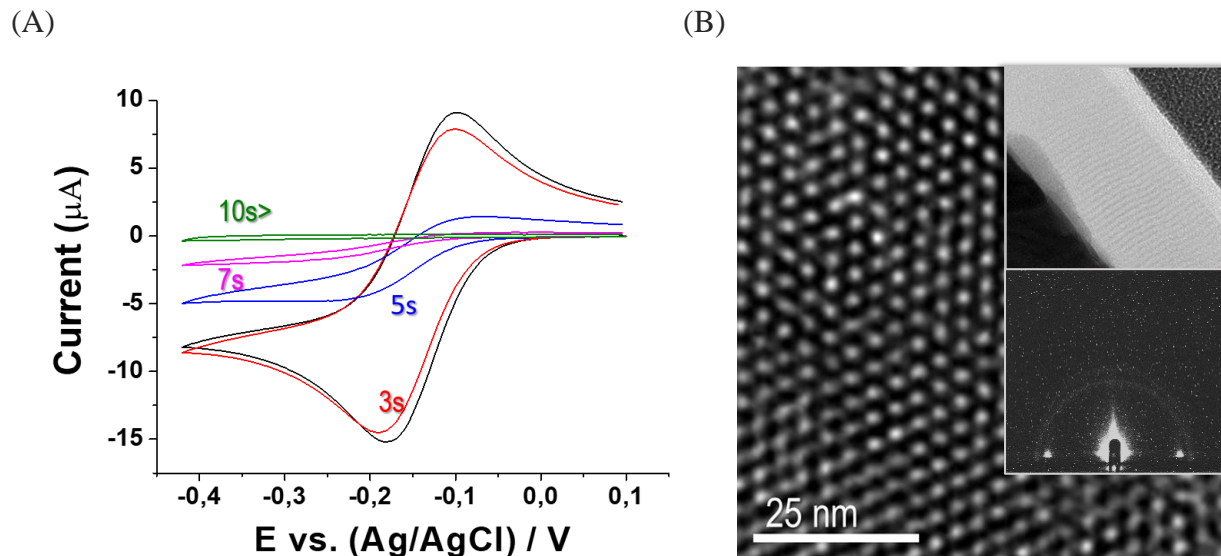 (A)
(B)
10
5
0
-5
-10
-15
Current (μA)
10s>
7s
5s
3s
-0,4 -0,3 -0,2 -0,1 0,0 0,1
E vs. (Ag/AgCl) / V
25 nm